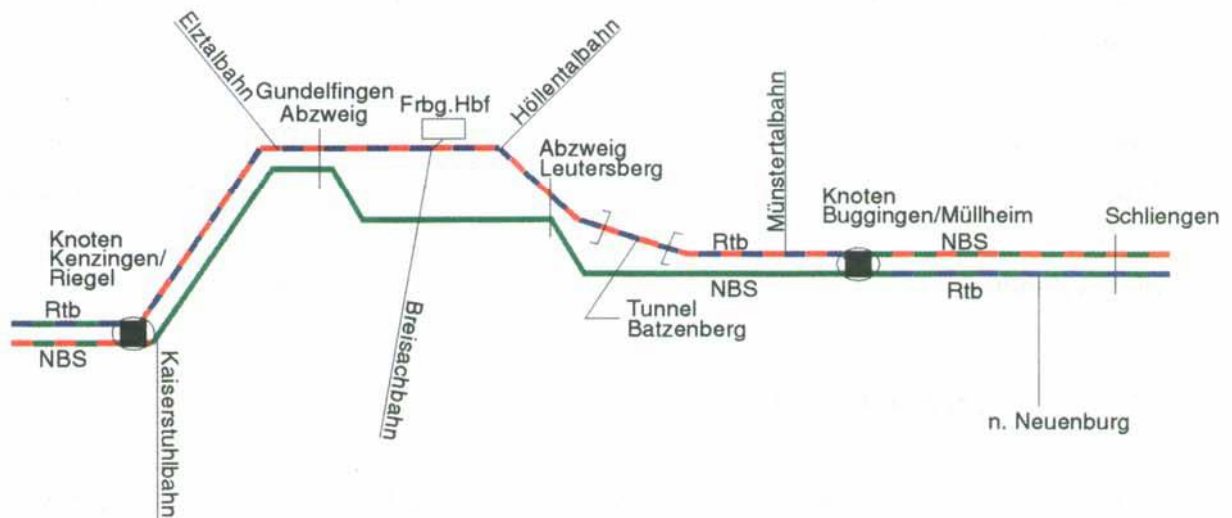 Elztalbahn
Gundelfingen
Abzweig
Frbg.Hbf
Höllentalbahn
Abzweig
Leutersberg
Münstertalbahn
Knoten
Buggingen/Müllheim
Schliengen
Knoten
Kenzingen/
Riegel
Rtb
NBS
Rtb
NBS
Rtb
NBS
Tunnel
Batzenberg
Breisachbahn
Kaiserstuhlbahn
n. Neuenburg